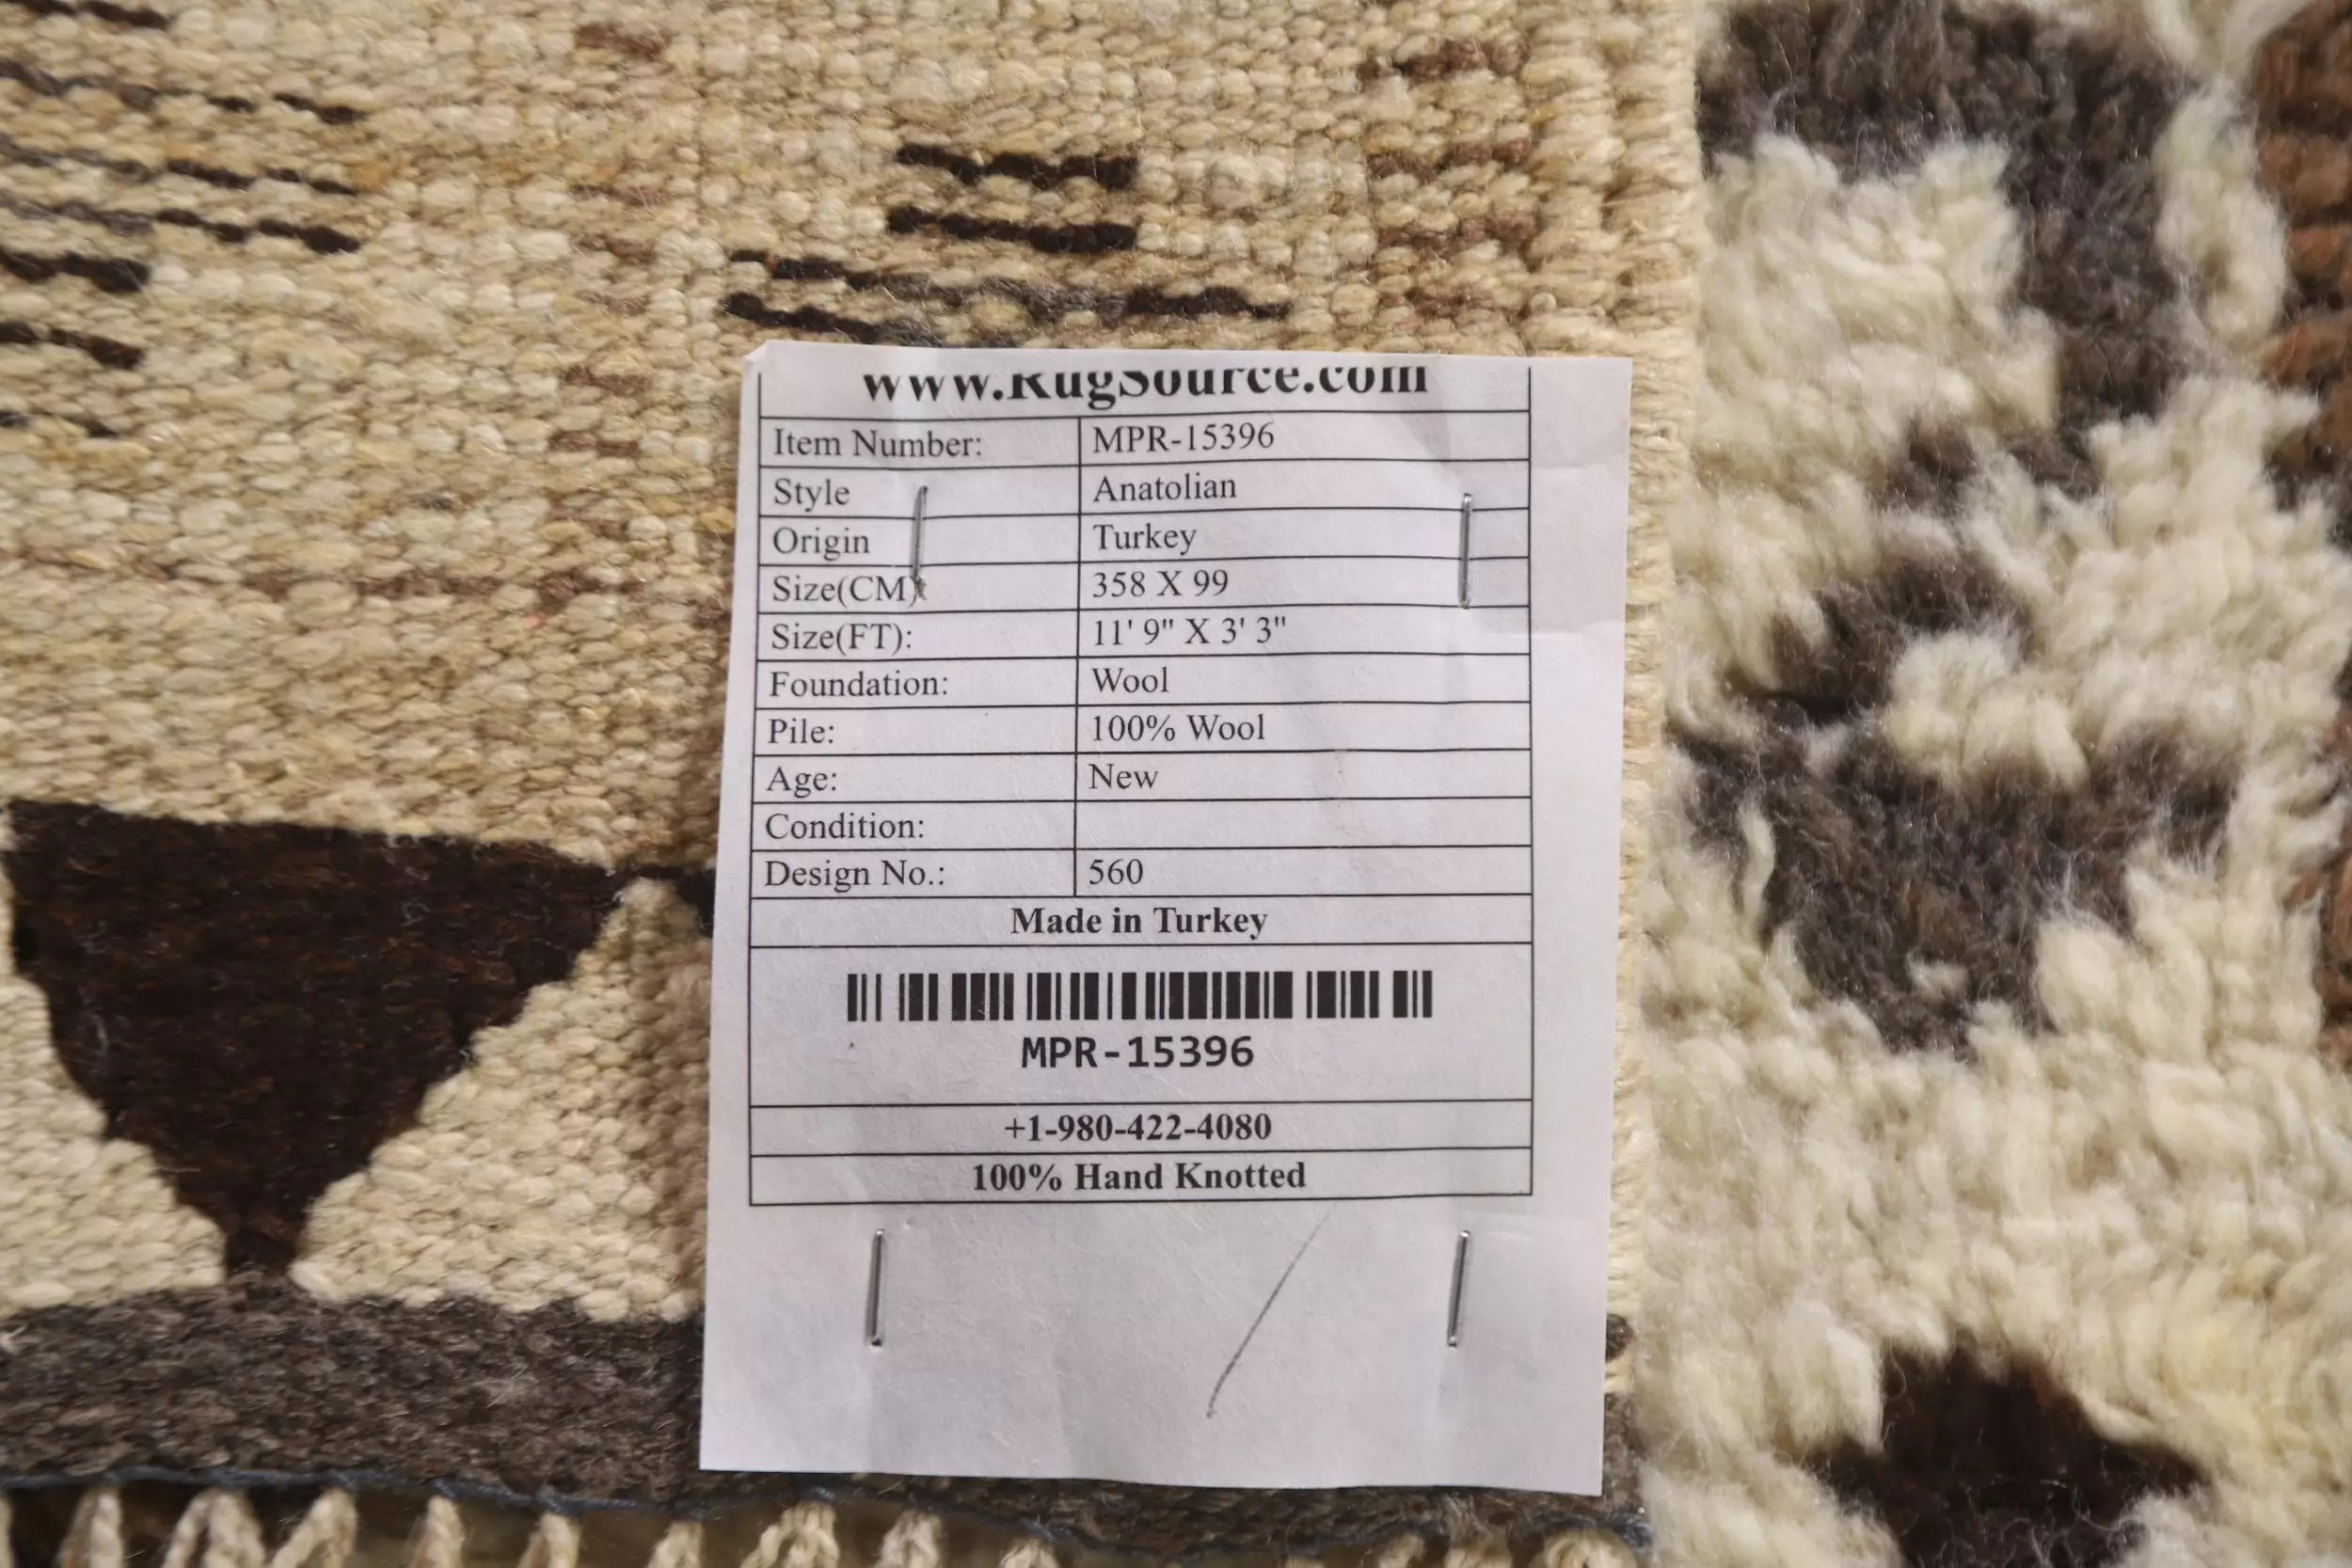 www.RugSource.com
Item Number: MPR-15396
Style Anatolian
Origin Turkey
Size(CM): 358 X 99
Size(FT): 11' 9" X 3' 3"
Foundation: Wool
Pile: 100% Wool
Age: New
Condition:
Design No.: 560
Made in Turkey
MPR-15396
+1-980-422-4080
100% Hand Knotted